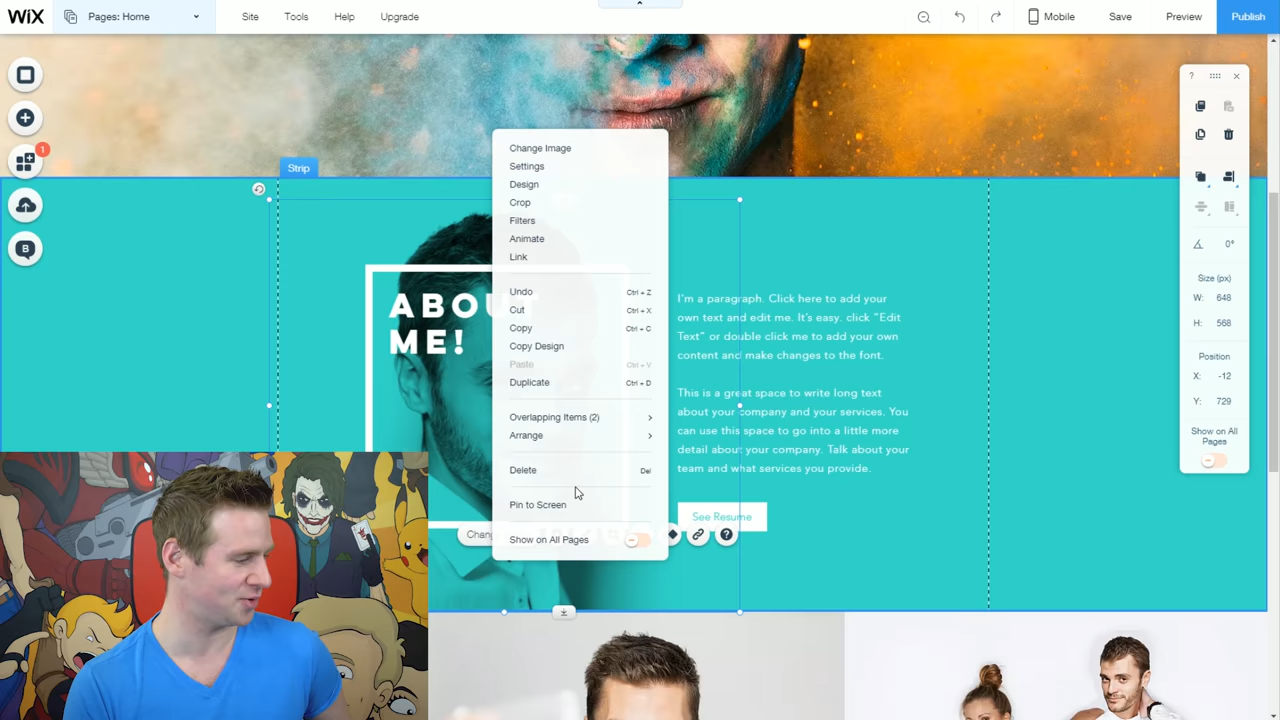 WiX
Pages: Home
Site
Tools
Help
Upgrade
Mobile
Save
Preview
Publish
1
B
Strip
ABOUT
ME!
Change Image
Settings
Design
Crop
Filters
Animate
Link
Undo Ctrl + Z
Cut Ctrl + X
Copy Ctrl + C
Copy Design
Paste Ctrl + V
Duplicate Ctrl + D
Overlapping Items (2)
Arrange
Delete Del
Pin to Screen
Show on All Pages
I'm a paragraph. Click here to add your
own text and edit me. It's easy. click "Edit
Text" or double click me to add your own
content and make changes to the font.
This is a great space to write long text
about your company and your services. You
can use this space to go into a little more
detail about your company. Talk about your
team and what services you provide.
See Resume
?
?
0°
Size (px)
W: 648
H: 568
Position
X: -12
Y: 729
Show on All
Pages